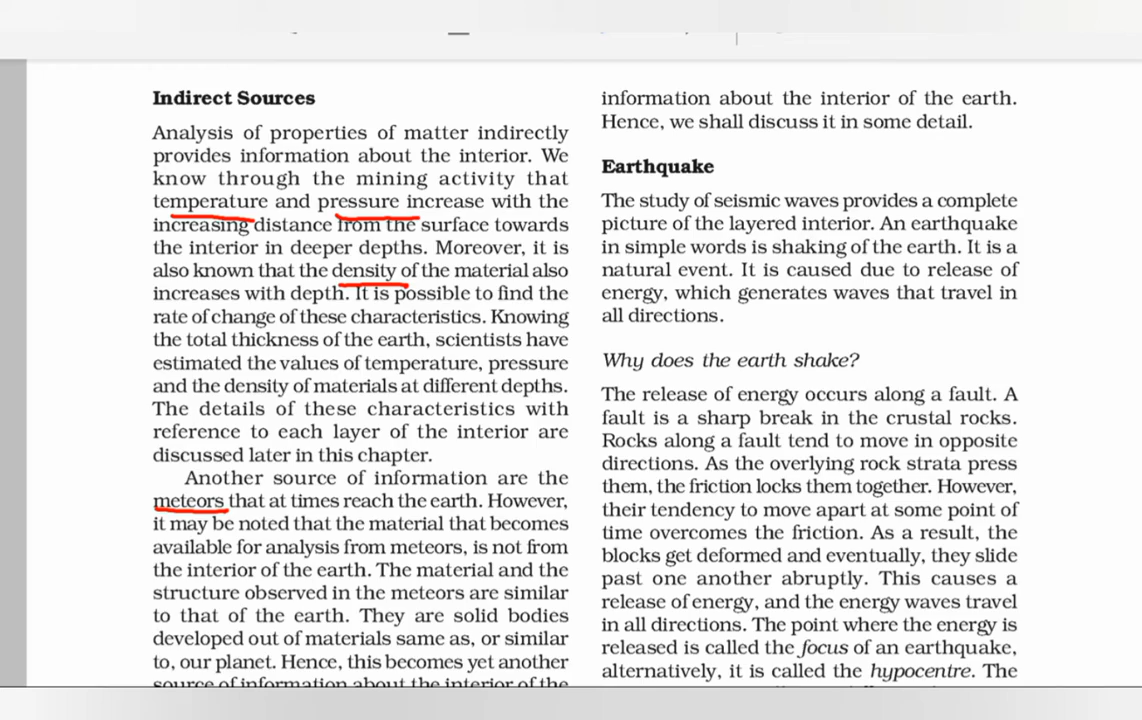 Indirect Sources
Analysis of properties of matter indirectly
provides information about the interior. We
know through the mining activity that
temperature and pressure increase with the
increasing distance from the surface towards
the interior in deeper depths. Moreover, it is
also known that the density of the material also
increases with depth. It is possible to find the
rate of change of these characteristics. Knowing
the total thickness of the earth, scientists have
estimated the values of temperature, pressure
and the density of materials at different depths.
The details of these characteristics with
reference to each layer of the interior are
discussed later in this chapter.
Another source of information are the
meteors that at times reach the earth. However,
it may be noted that the material that becomes
available for analysis from meteors, is not from
the interior of the earth. The material and the
structure observed in the meteors are similar
to that of the earth. They are solid bodies
developed out of materials same as, or similar
to, our planet. Hence, this becomes yet another
source of information about the interior of the
information about the interior of the earth.
Hence, we shall discuss it in some detail.
Earthquake
The study of seismic waves provides a complete
picture of the layered interior. An earthquake
in simple words is shaking of the earth. It is a
natural event. It is caused due to release of
energy, which generates waves that travel in
all directions.
Why does the earth shake?
The release of energy occurs along a fault. A
fault is a sharp break in the crustal rocks.
Rocks along a fault tend to move in opposite
directions. As the overlying rock strata press
them, the friction locks them together. However,
their tendency to move apart at some point of
time overcomes the friction. As a result, the
blocks get deformed and eventually, they slide
past one another abruptly. This causes a
release of energy, and the energy waves travel
in all directions. The point where the energy is
released is called the focus of an earthquake,
alternatively, it is called the hypocentre. The